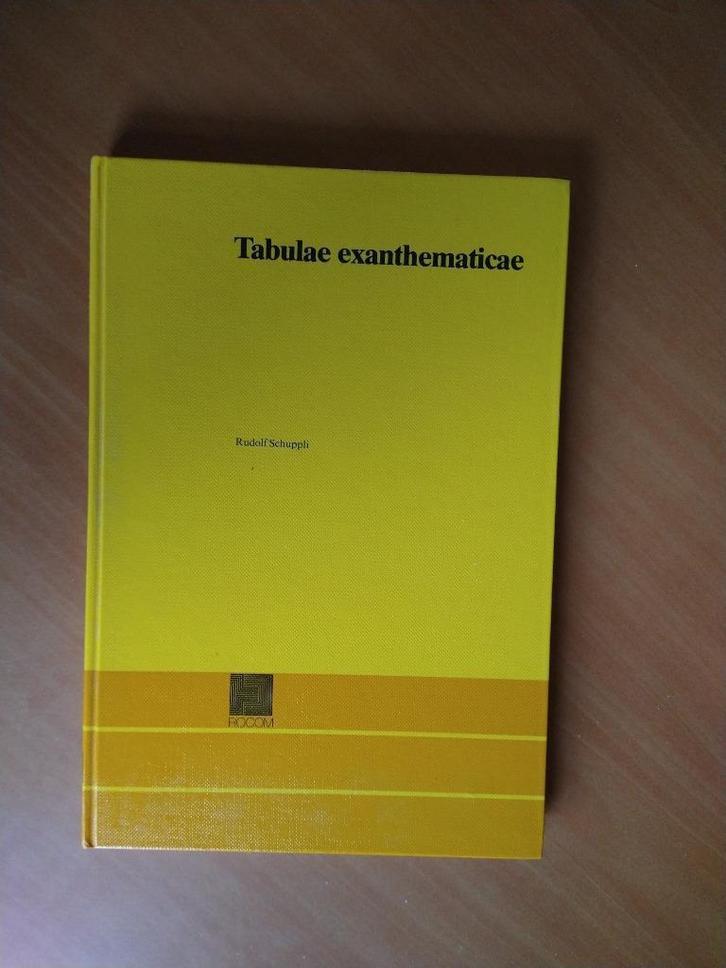 Tabulae exanthematicae
Rudolf Schuppli
ROCOM